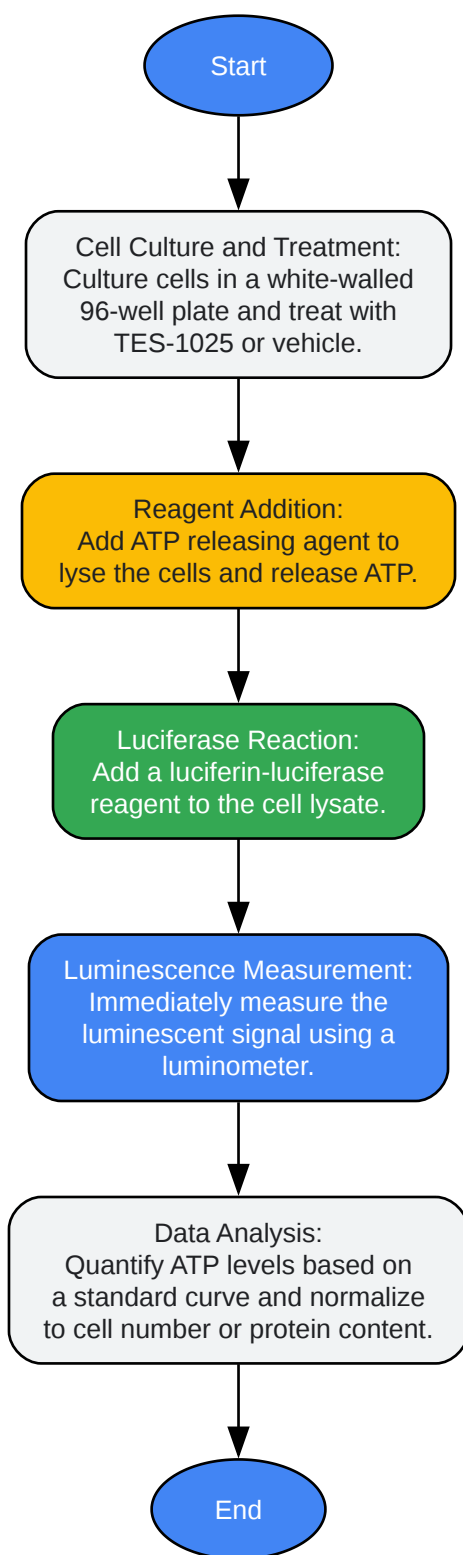 Start
Cell Culture and Treatment:
Culture cells in a white-walled
96-well plate and treat with
TES-1025 or vehicle.
Reagent Addition:
Add ATP releasing agent to
lyse the cells and release ATP.
Luciferase Reaction:
Add a luciferin-luciferase
reagent to the cell lysate.
Luminescence Measurement:
Immediately measure the
luminescent signal using a
luminometer.
Data Analysis:
Quantify ATP levels based on
a standard curve and normalize
to cell number or protein content.
End